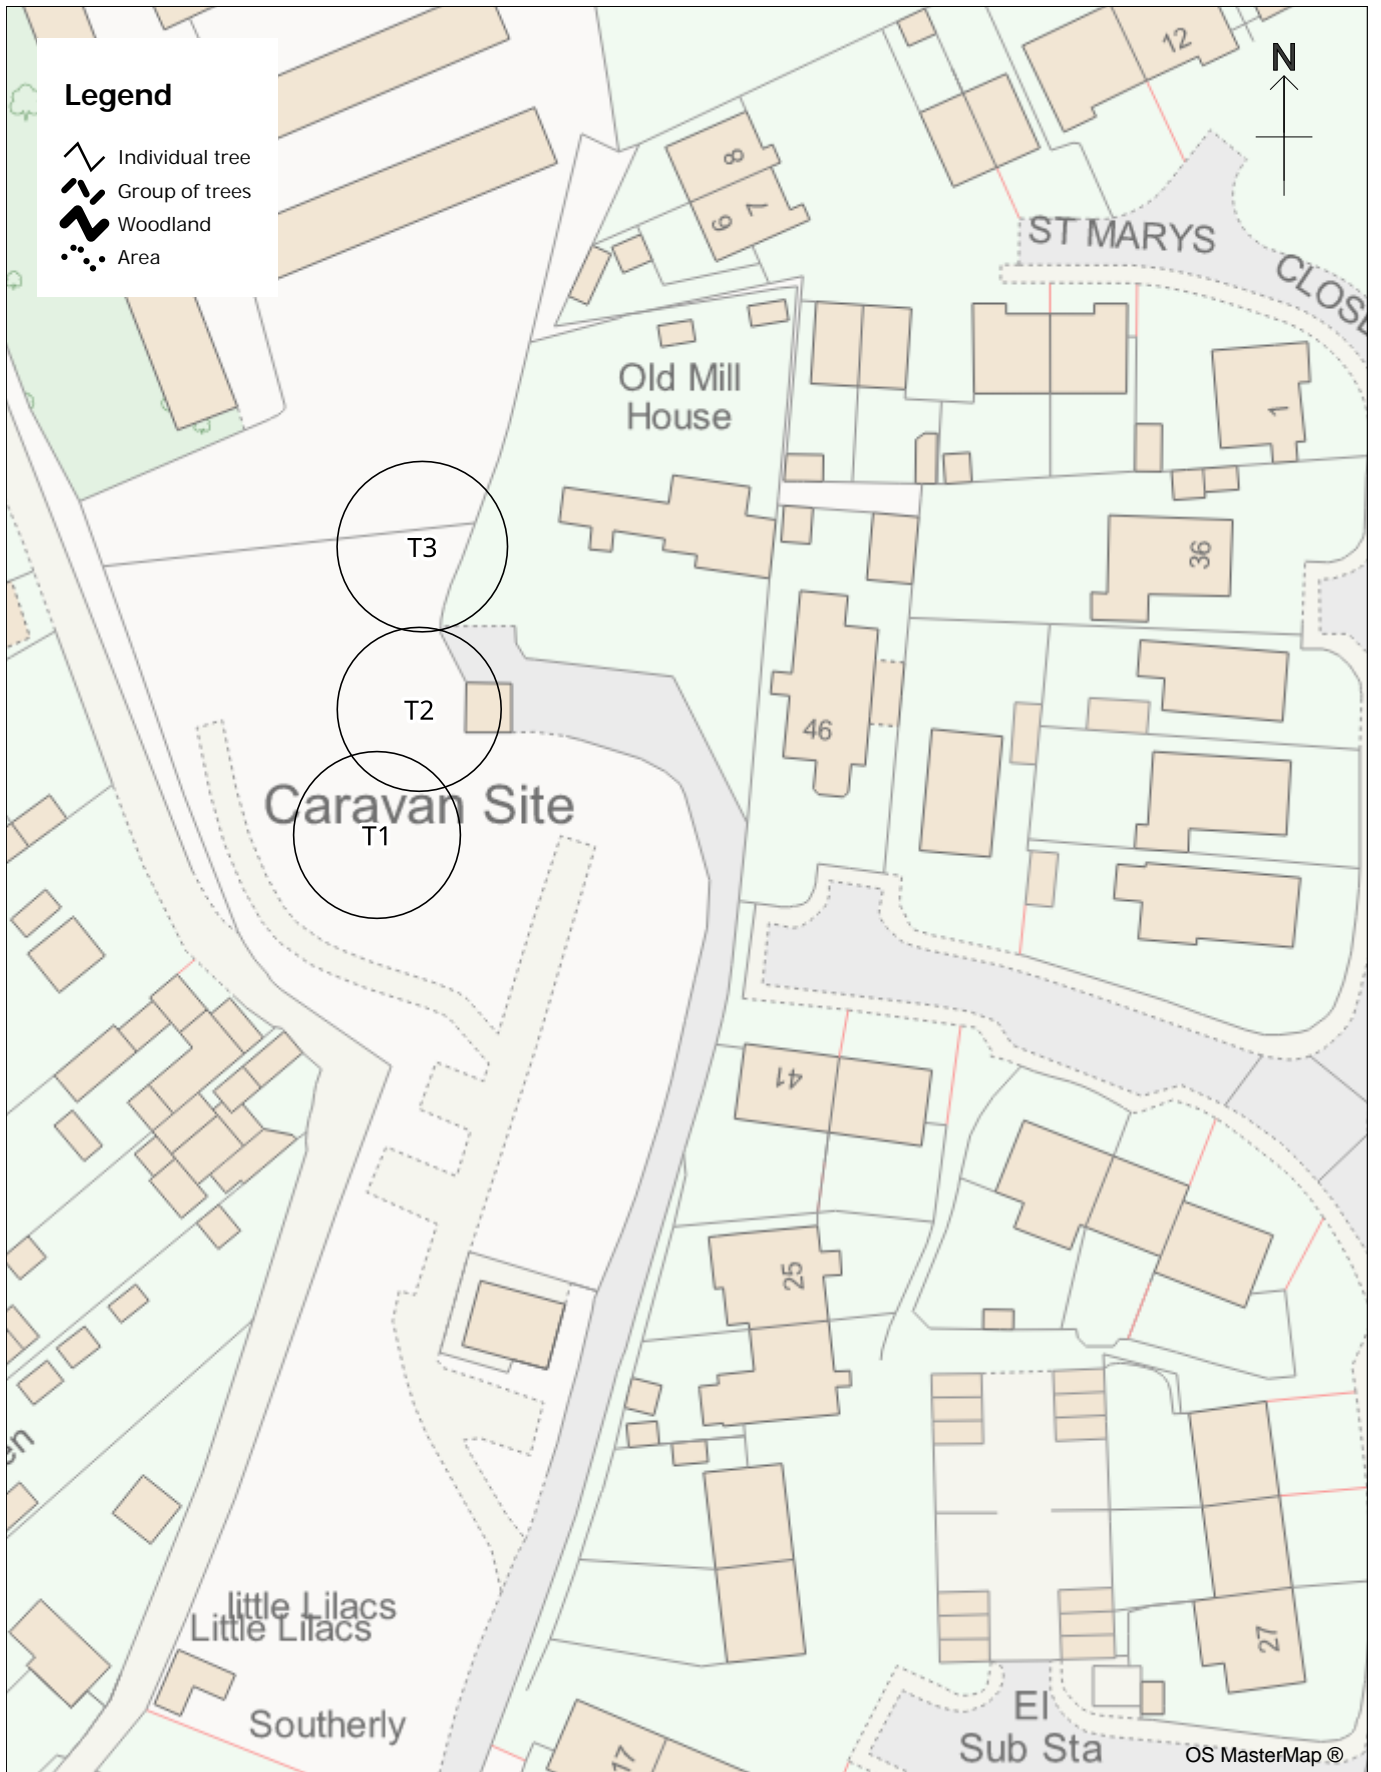 Legend
Individual tree
Group of trees
Woodland
Area
N
12
8
7
6
ST MARYS
CLOSE
Old Mill
House
1
36
T3
T2
46
Caravan Site
T1
41
25
little Lilacs
Little Lilacs
27
Southerly
El
Sub Sta
17
OS MasterMap ®